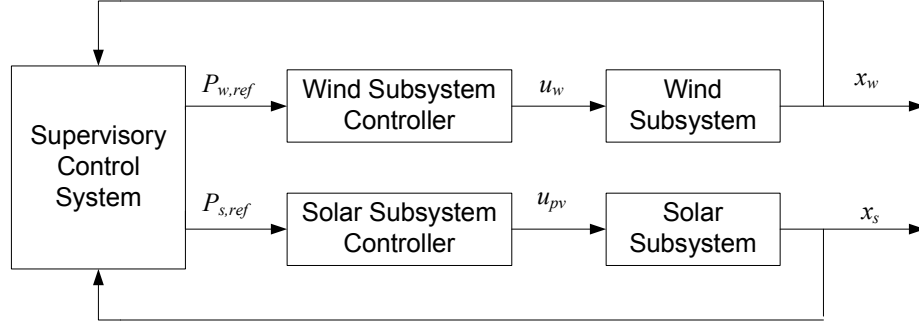 Supervisory
Control
System
P_{w,ref}
Wind Subsystem
Controller
u_w
Wind
Subsystem
x_w
P_{s,ref}
Solar Subsystem
Controller
u_{pv}
Solar
Subsystem
x_s